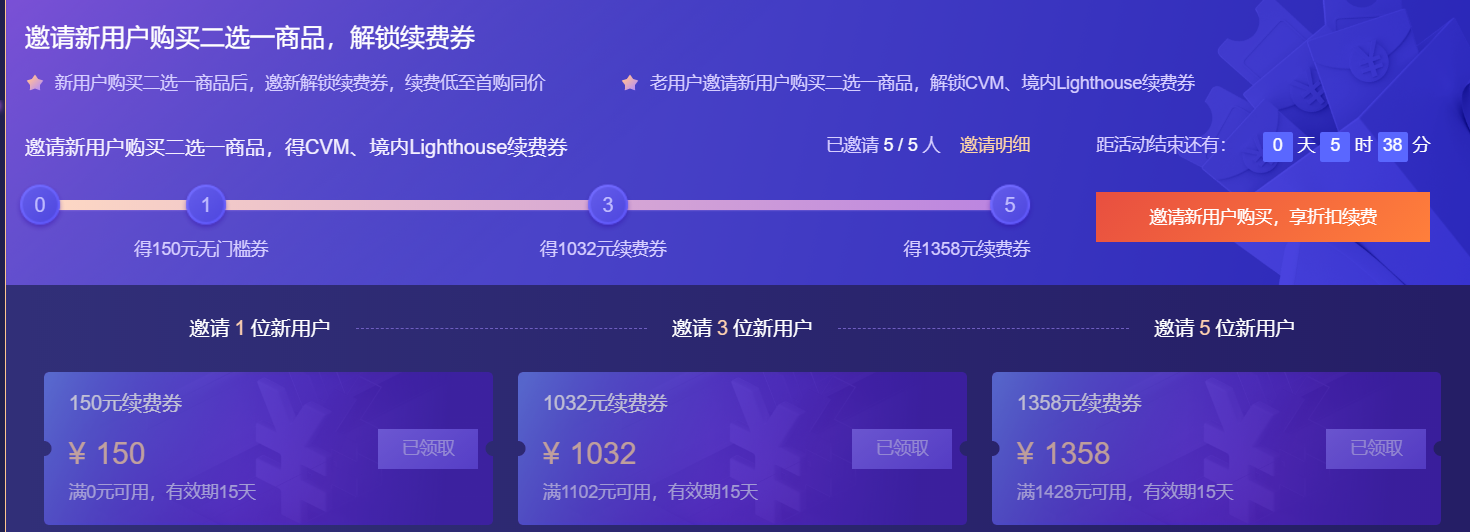 邀请新用户购买二选一商品，解锁续费券
新用户购买二选一商品后，邀新解锁续费券，续费低至首购同价
老用户邀请新用户购买二选一商品，解锁CVM、境内Lighthouse续费券
邀请新用户购买二选一商品，得CVM、境内Lighthouse续费券
已邀请 5 / 5 人 邀请明细
距活动结束还有： 0 天 5 时 38 分
0 1 3 5
邀请新用户购买，享折扣续费
得150元无门槛券 得1032元续费券 得1358元续费券
邀请 1 位新用户 邀请 3 位新用户 邀请 5 位新用户
150元续费券
¥ 150
已领取
满0元可用，有效期15天
1032元续费券
¥ 1032
已领取
满1102元可用，有效期15天
1358元续费券
¥ 1358
已领取
满1428元可用，有效期15天